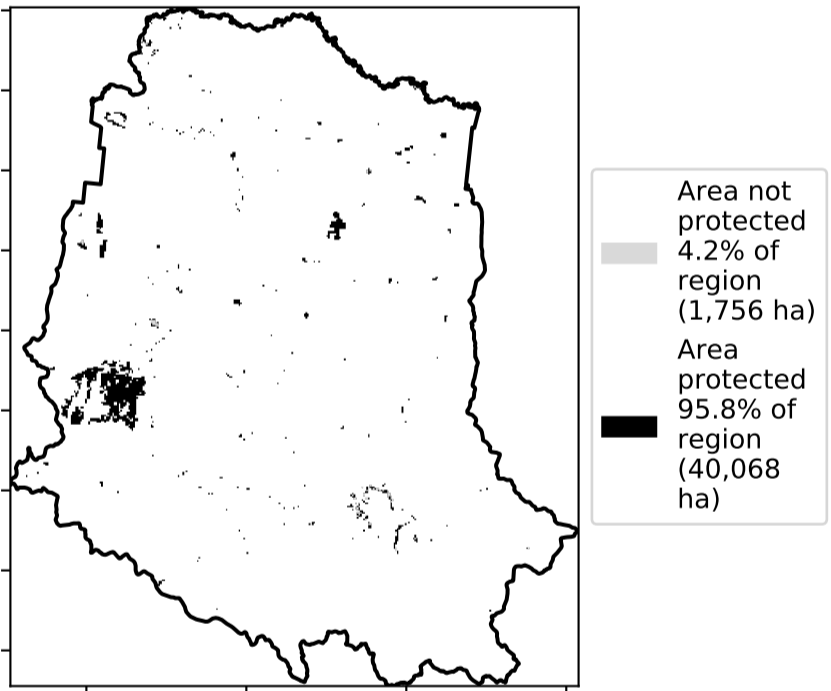 Area not
protected
4.2% of
region
(1,756 ha)
Area
protected
95.8% of
region
(40,068
ha)